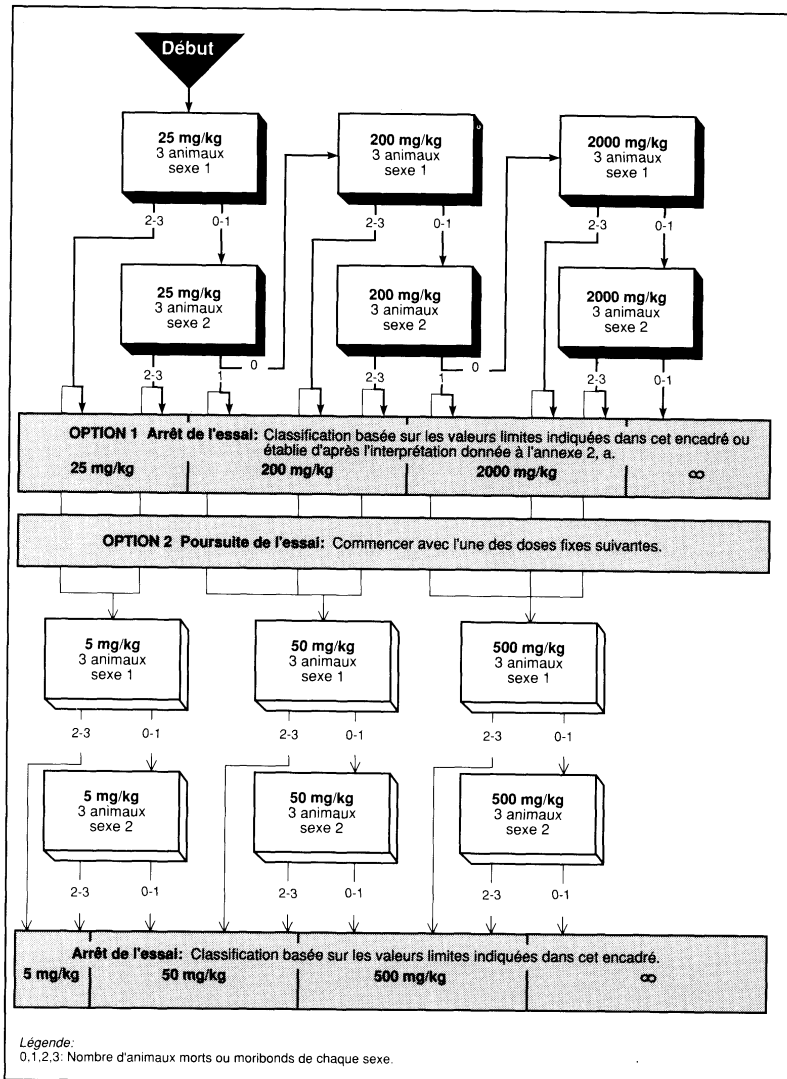 Début
25 mg/kg
3 animaux
sexe 1
200 mg/kg
3 animaux
sexe 1
2000 mg/kg
3 animaux
sexe 1
2-3
0-1
2-3
0-1
2-3
0-1
25 mg/kg
3 animaux
sexe 2
200 mg/kg
3 animaux
sexe 2
2000 mg/kg
3 animaux
sexe 2
2-3
1
0
2-3
1
0
2-3
0-1
OPTION 1 Arrêt de l'essai: Classification basée sur les valeurs limites indiquées dans cet encadré ou
établie d'après l'interprétation donnée à l'annexe 2, a.
25 mg/kg
200 mg/kg
2000 mg/kg
∞
OPTION 2 Poursuite de l'essai: Commencer avec l'une des doses fixes suivantes.
5 mg/kg
3 animaux
sexe 1
50 mg/kg
3 animaux
sexe 1
500 mg/kg
3 animaux
sexe 1
2-3
0-1
2-3
0-1
2-3
0-1
5 mg/kg
3 animaux
sexe 2
50 mg/kg
3 animaux
sexe 2
500 mg/kg
3 animaux
sexe 2
2-3
0-1
2-3
0-1
2-3
0-1
Arrêt de l'essai: Classification basée sur les valeurs limites indiquées dans cet encadré.
5 mg/kg
50 mg/kg
500 mg/kg
∞
Légende:
0,1,2,3: Nombre d'animaux morts ou moribonds de chaque sexe.